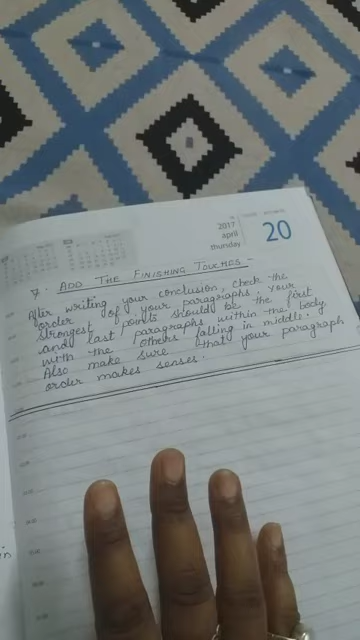 2017
april
thursday
20
7. ADD THE FINISHING TOUCHES -
After writing your conclusion, check the
order of your paragraphs. Your
strongest points should be the first
and last paragraphs within the body
with the others falling in middle.
Also make sure that your paragraph
order makes senses.
in